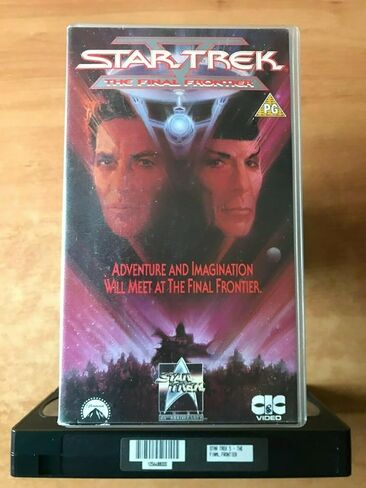 V
STAR TREK
THE FINAL FRONTIER
PG
ADVENTURE AND IMAGINATION
WILL MEET AT THE FINAL FRONTIER.
STAR TREK
Paramount
CIC
VIDEO
STAR TREK 5 - THE
FINAL FRONTIER